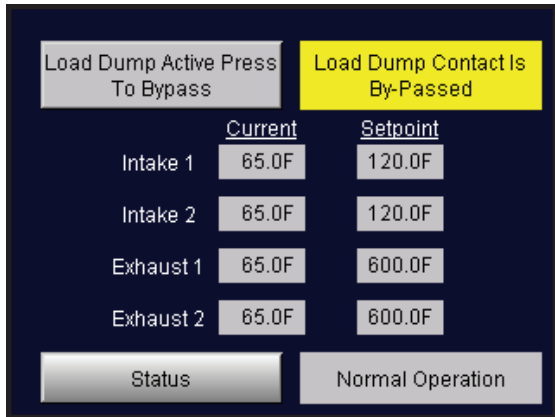 Load Dump Active Press
To Bypass
Load Dump Contact Is
By-Passed
Current Setpoint
Intake 1 65.0F 120.0F
Intake 2 65.0F 120.0F
Exhaust 1 65.0F 600.0F
Exhaust 2 65.0F 600.0F
Status Normal Operation